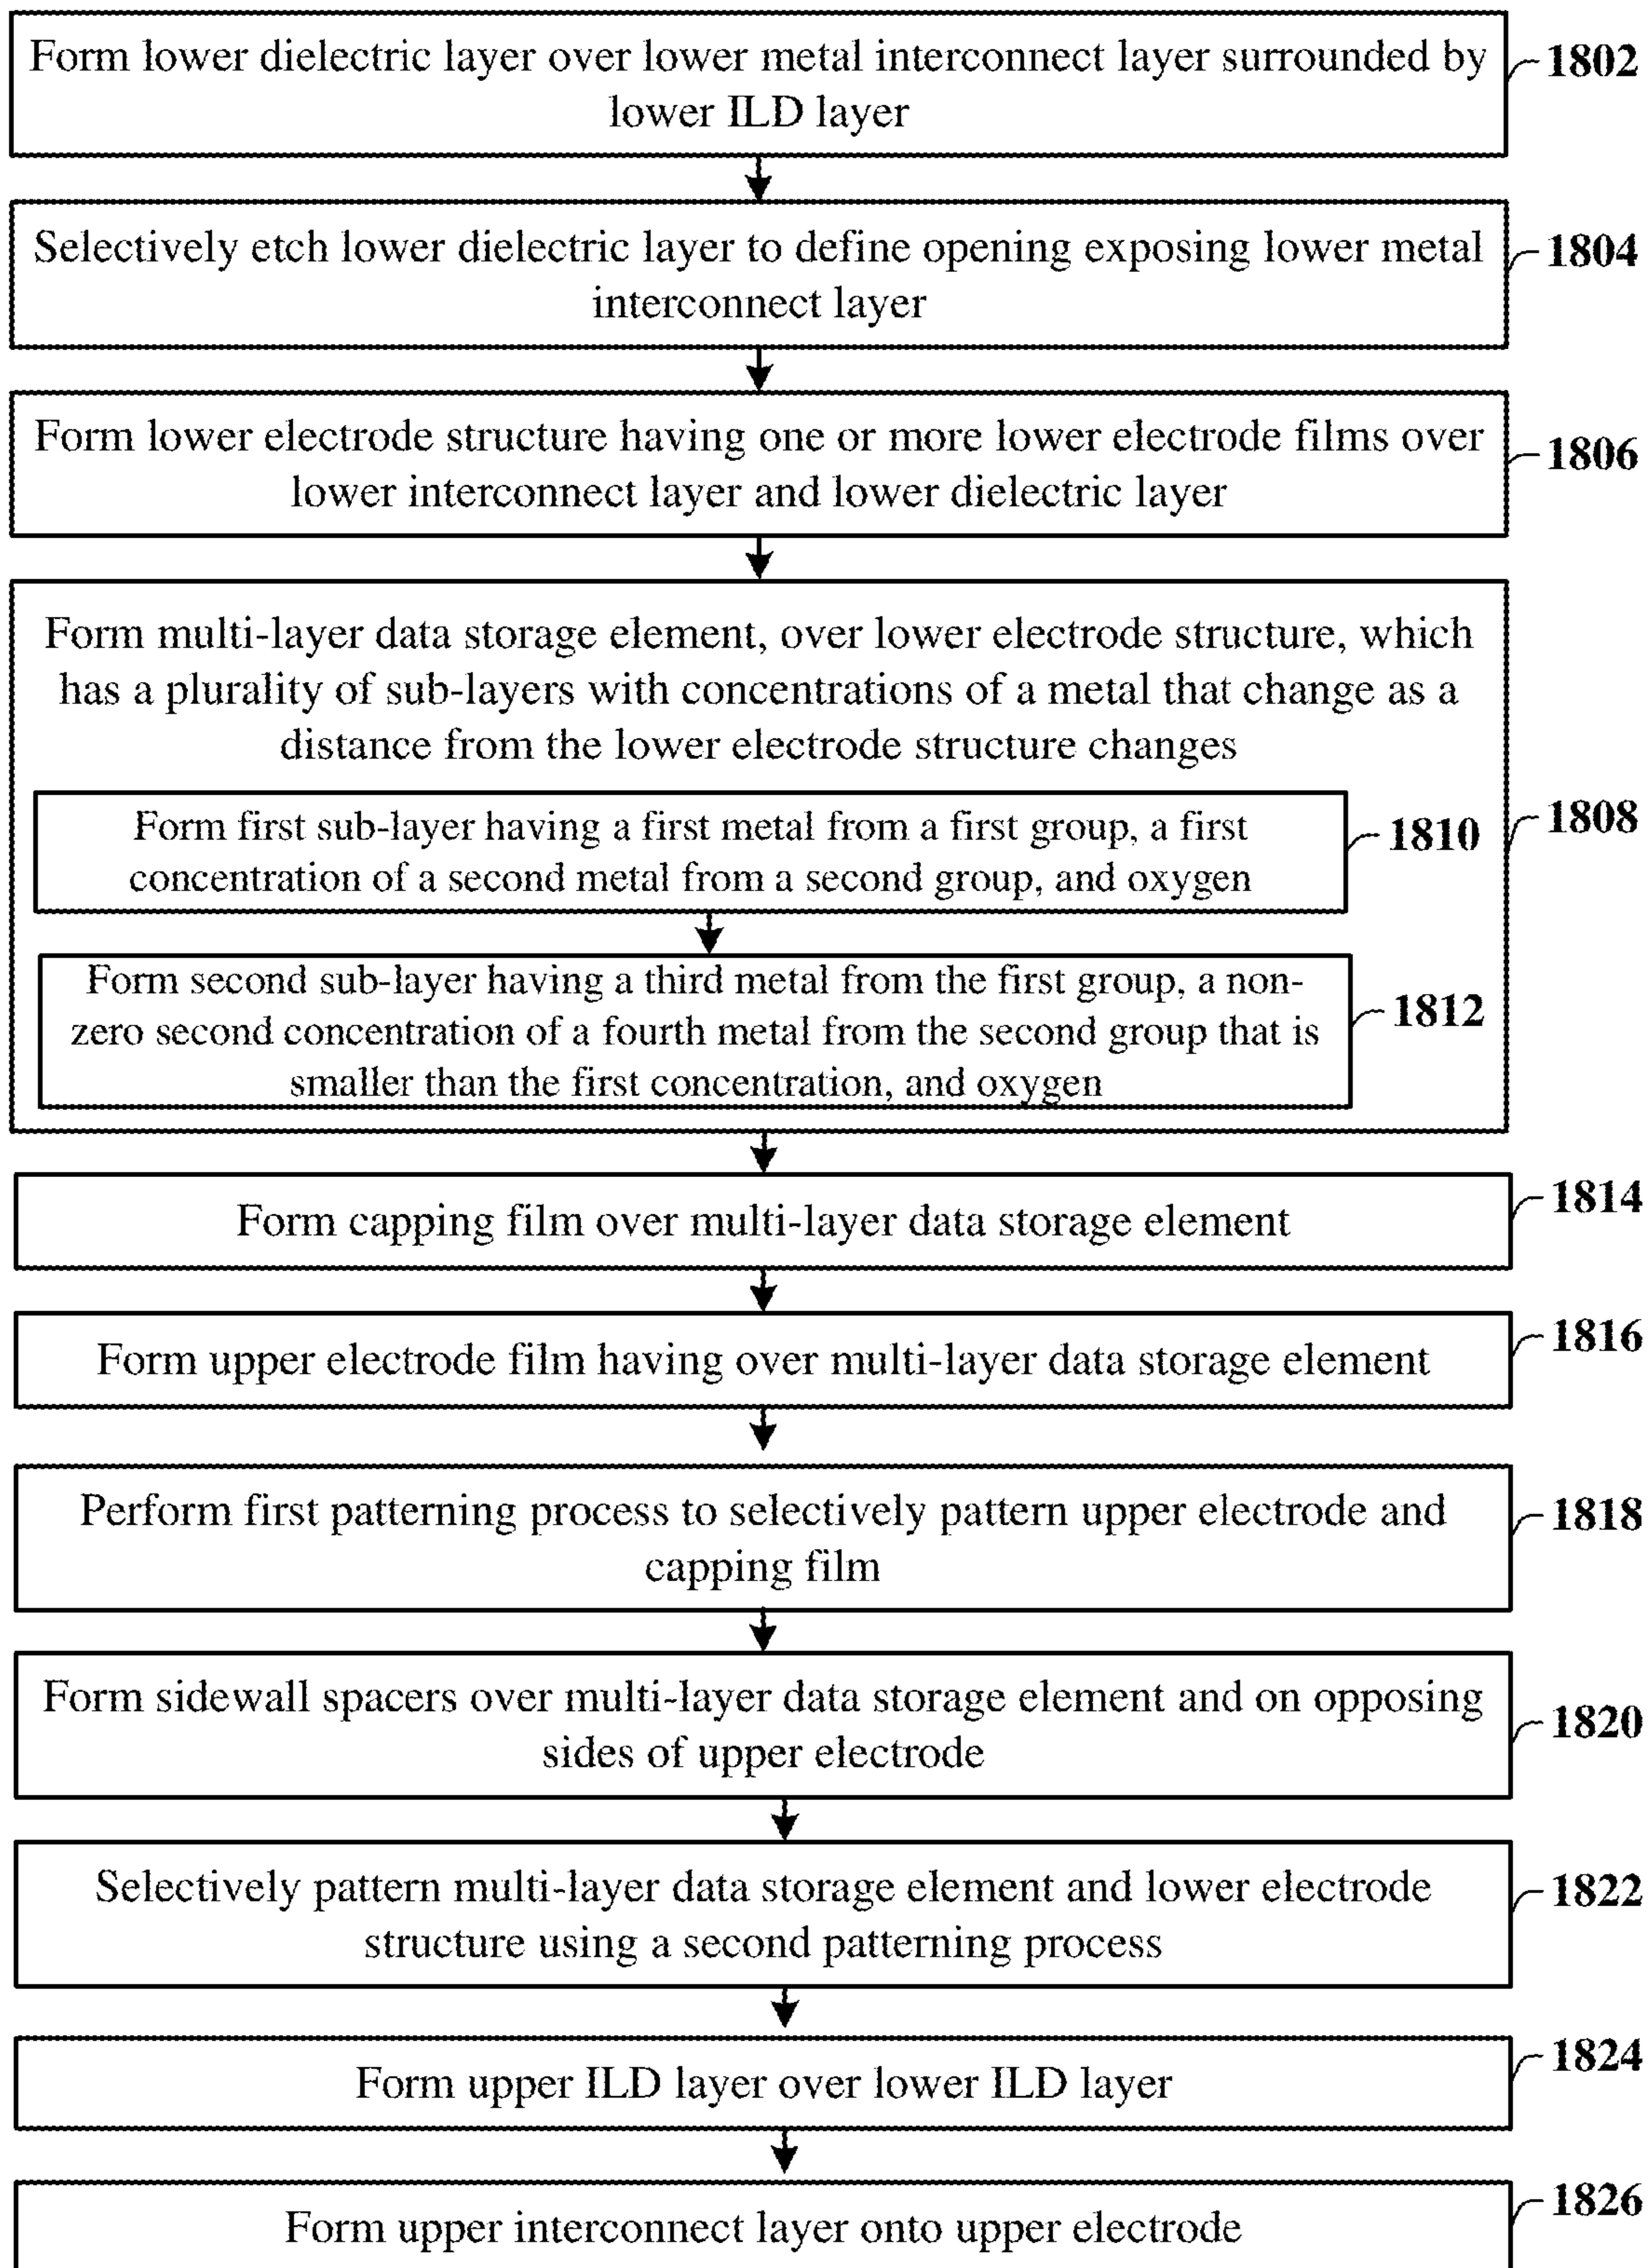 Form lower dielectric layer over lower metal interconnect layer surrounded by
lower ILD layer
1802
Selectively etch lower dielectric layer to define opening exposing lower metal
interconnect layer
1804
Form lower electrode structure having one or more lower electrode films over
lower interconnect layer and lower dielectric layer
1806
Form multi-layer data storage element, over lower electrode structure, which
has a plurality of sub-layers with concentrations of a metal that change as a
distance from the lower electrode structure changes
1808
Form first sub-layer having a first metal from a first group, a first
concentration of a second metal from a second group, and oxygen
1810
Form second sub-layer having a third metal from the first group, a non-
zero second concentration of a fourth metal from the second group that is
smaller than the first concentration, and oxygen
1812
Form capping film over multi-layer data storage element
1814
Form upper electrode film having over multi-layer data storage element
1816
Perform first patterning process to selectively pattern upper electrode and
capping film
1818
Form sidewall spacers over multi-layer data storage element and on opposing
sides of upper electrode
1820
Selectively pattern multi-layer data storage element and lower electrode
structure using a second patterning process
1822
Form upper ILD layer over lower ILD layer
1824
Form upper interconnect layer onto upper electrode
1826